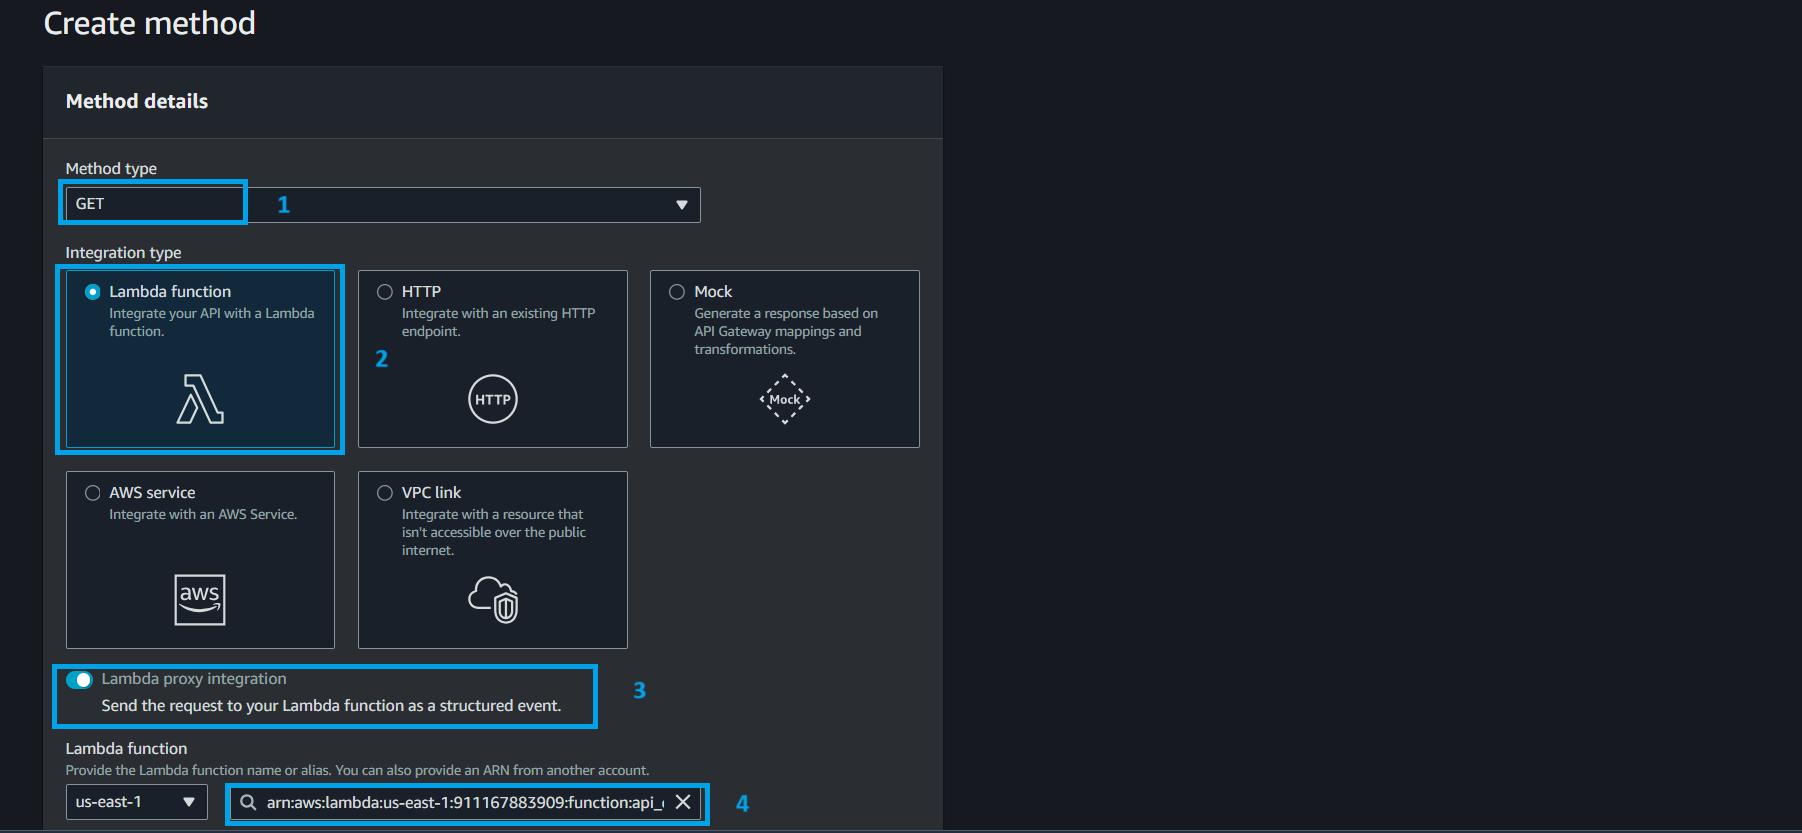 Create method
Method details
Method type
GET
1
Integration type
Lambda function
Integrate your API with a Lambda
function.
HTTP
Integrate with an existing HTTP
endpoint.
2
HTTP
Mock
Generate a response based on
API Gateway mappings and
transformations.
Mock
AWS service
Integrate with an AWS Service.
aws
VPC link
Integrate with a resource that
isn't accessible over the public
internet.
Lambda proxy integration
Send the request to your Lambda function as a structured event.
3
Lambda function
Provide the Lambda function name or alias. You can also provide an ARN from another account.
us-east-1
arn:aws:lambda:us-east-1:911167883909:function:api_
4